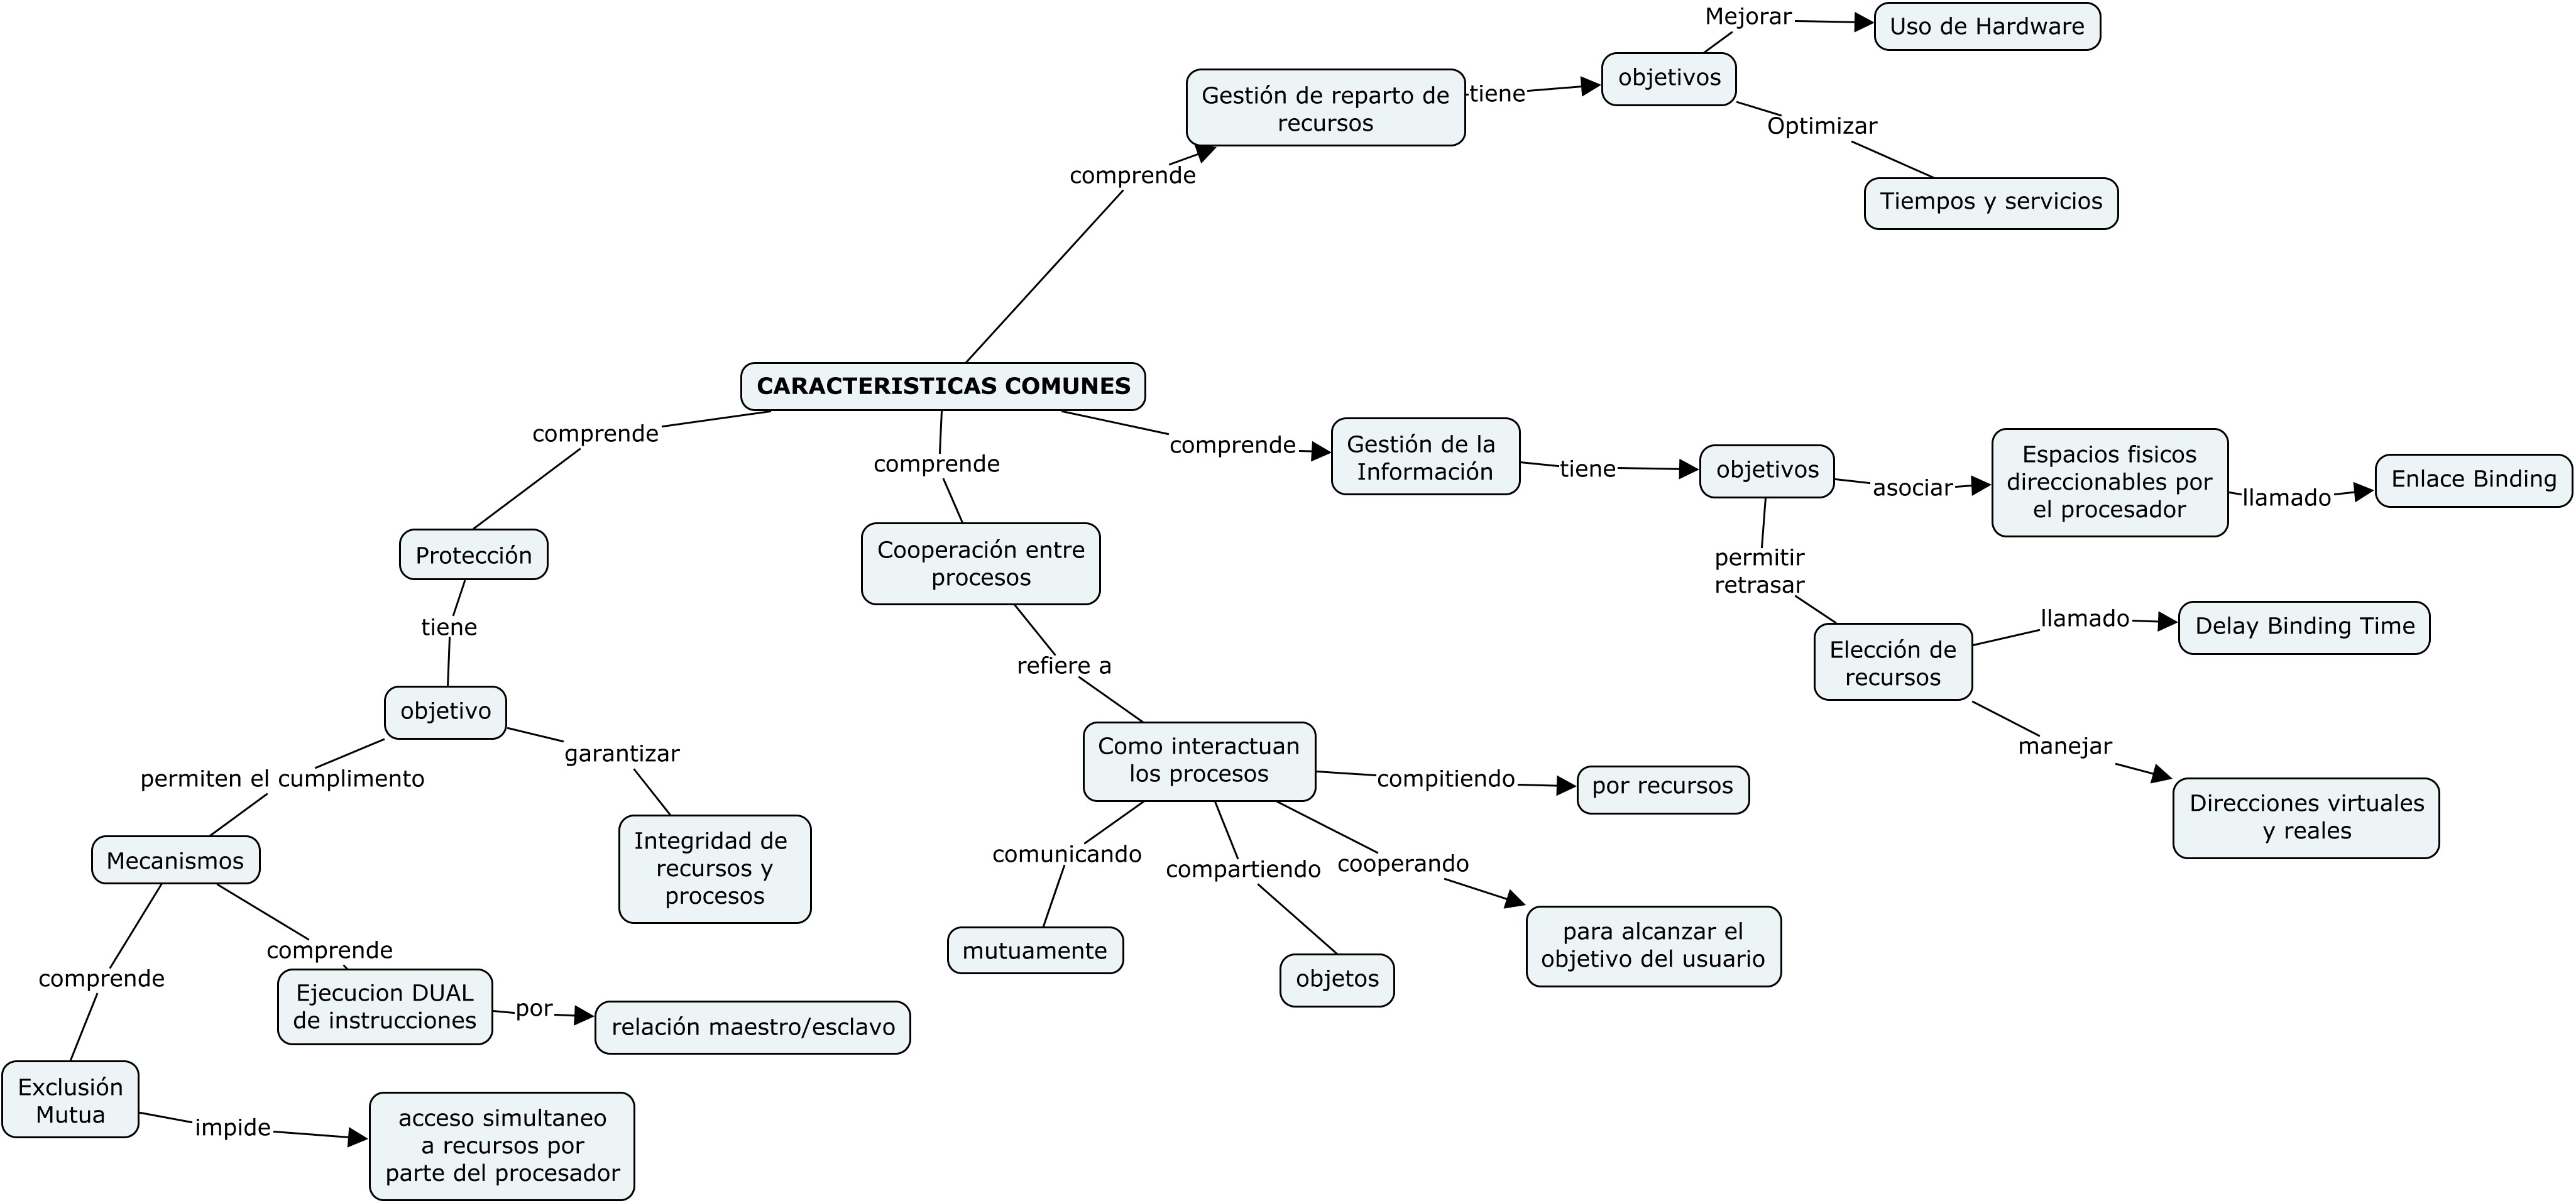 Mejorar
Uso de Hardware
objetivos
Gestión de reparto de
recursos
tiene
Optimizar
Tiempos y servicios
comprende
CARACTERISTICAS COMUNES
comprende
comprende
comprende
Gestión de la
Información
tiene
objetivos
asociar
Espacios fisicos
direccionables por
el procesador
llamado
Enlace Binding
permitir
retrasar
Elección de
recursos
llamado
Delay Binding Time
manejar
Direcciones virtuales
y reales
Cooperación entre
procesos
refiere a
Como interactuan
los procesos
compitiendo
por recursos
comunicando
mutuamente
compartiendo
objetos
cooperando
para alcanzar el
objetivo del usuario
Protección
tiene
objetivo
garantizar
Integridad de
recursos y
procesos
permiten el cumplimento
Mecanismos
comprende
Ejecucion DUAL
de instrucciones
por
relación maestro/esclavo
comprende
Exclusión
Mutua
impide
acceso simultaneo
a recursos por
parte del procesador